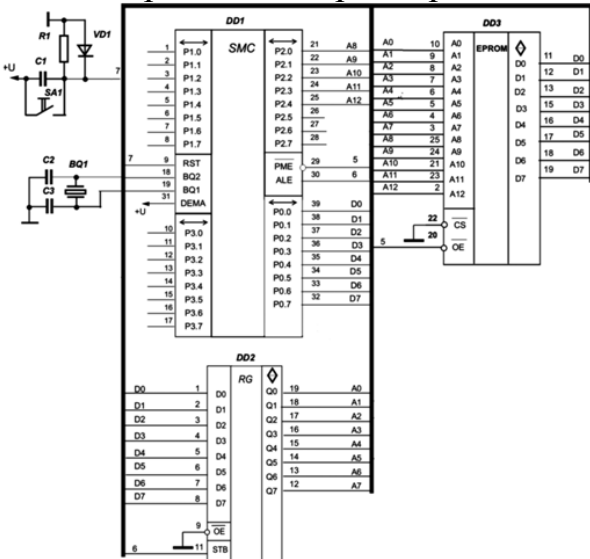 DD1
DD3
R1
VD1
C1
+U
SA1
7
SMC
1 P1.0
2 P1.1
3 P1.2
4 P1.3
5 P1.4
6 P1.5
7 P1.6
8 P1.7
P2.0 21 A8
P2.1 22 A9
P2.2 23 A10
P2.3 24 A11
P2.4 25 A12
P2.5 26
P2.6 27
P2.7 28
7 9 RST
18 BQ2
19 BQ1
31 DEMA
+U
C2
BQ1
C3
PME 29 5
ALE 30 6
10 P3.0
11 P3.1
12 P3.2
13 P3.3
14 P3.4
15 P3.5
16 P3.6
17 P3.7
P0.0 39 D0
P0.1 38 D1
P0.2 37 D2
P0.3 36 D3
P0.4 35 D4
P0.5 34 D5
P0.6 33 D6
P0.7 32 D7
EPROM
A0 10 A0
A1 9 A1
A2 8 A2
A3 7 A3
A4 6 A4
A5 5 A5
A6 4 A6
A7 3 A7
A8 25 A8
A9 24 A9
A10 21 A10
A11 23 A11
A12 2 A12
22 CS
5 20 OE
D0 11 D0
D1 12 D1
D2 13 D2
D3 15 D3
D4 16 D4
D5 17 D5
D6 18 D6
D7 19 D7
DD2
RG
D0 1 D0
D1 2 D1
D2 3 D2
D3 4 D3
D4 5 D4
D5 6 D5
D6 7 D6
D7 8 D7
9 OE
6 11 STB
Q0 19 A0
Q1 18 A1
Q2 17 A2
Q3 16 A3
Q4 15 A4
Q5 14 A5
Q6 13 A6
Q7 12 A7